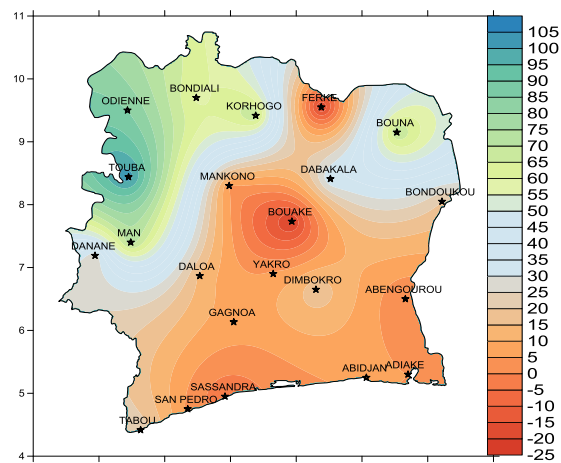 11
10
9
8
7
6
5
4
BONDIALI
ODIENNE
KORHOGO
FERKE
BOUNA
TOUBA
MANKONO
DABAKALA
BONDOUKOU
BOUAKE
MAN
DANANE
DALOA
YAKRO
DIMBOKRO
ABENGOUROU
GAGNOA
ABIDJAN
ADIAKE
SASSANDRA
SAN PEDRO
TABOU
105
100
95
90
85
80
75
70
65
60
55
50
45
40
35
30
25
20
15
10
5
0
-5
-10
-15
-20
-25